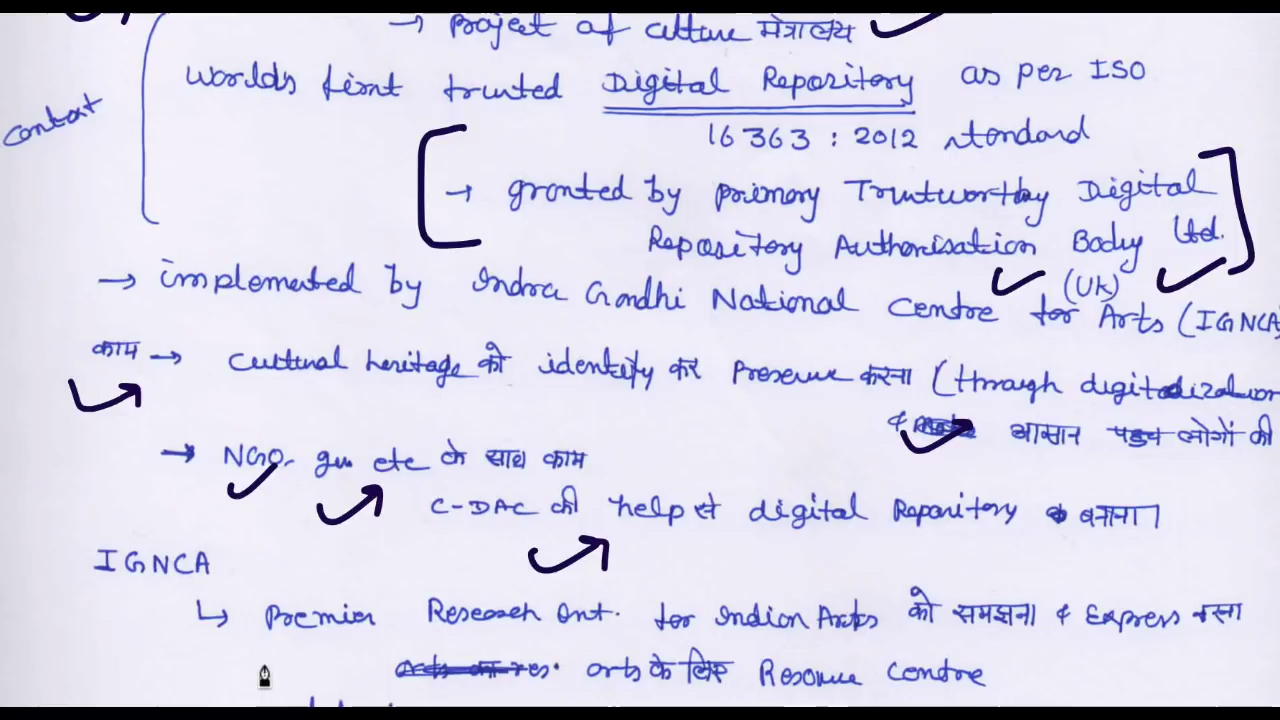 → Project of culture मंत्रालय
context
worlds first trusted Digital Repository as per ISO
16363 : 2012 standard
→ granted by primary Trustworthy Digital
Repository Authorisation Body Ltd.
(UK)
→ implemented by Indra Gandhi National Centre for Arts (IGNCA)
काम → Cultural heritage को identify कर Preserve करना (through digitalization
& आसान पहुंच लोगों की
→ NGO, gov etc के साथ काम
C-DAC की help से digital Repository बनाना।
IGNCA
↳ Premier Research Inst. for Indian Arts को समझना & Express करना
arts के लिए Resource Centre